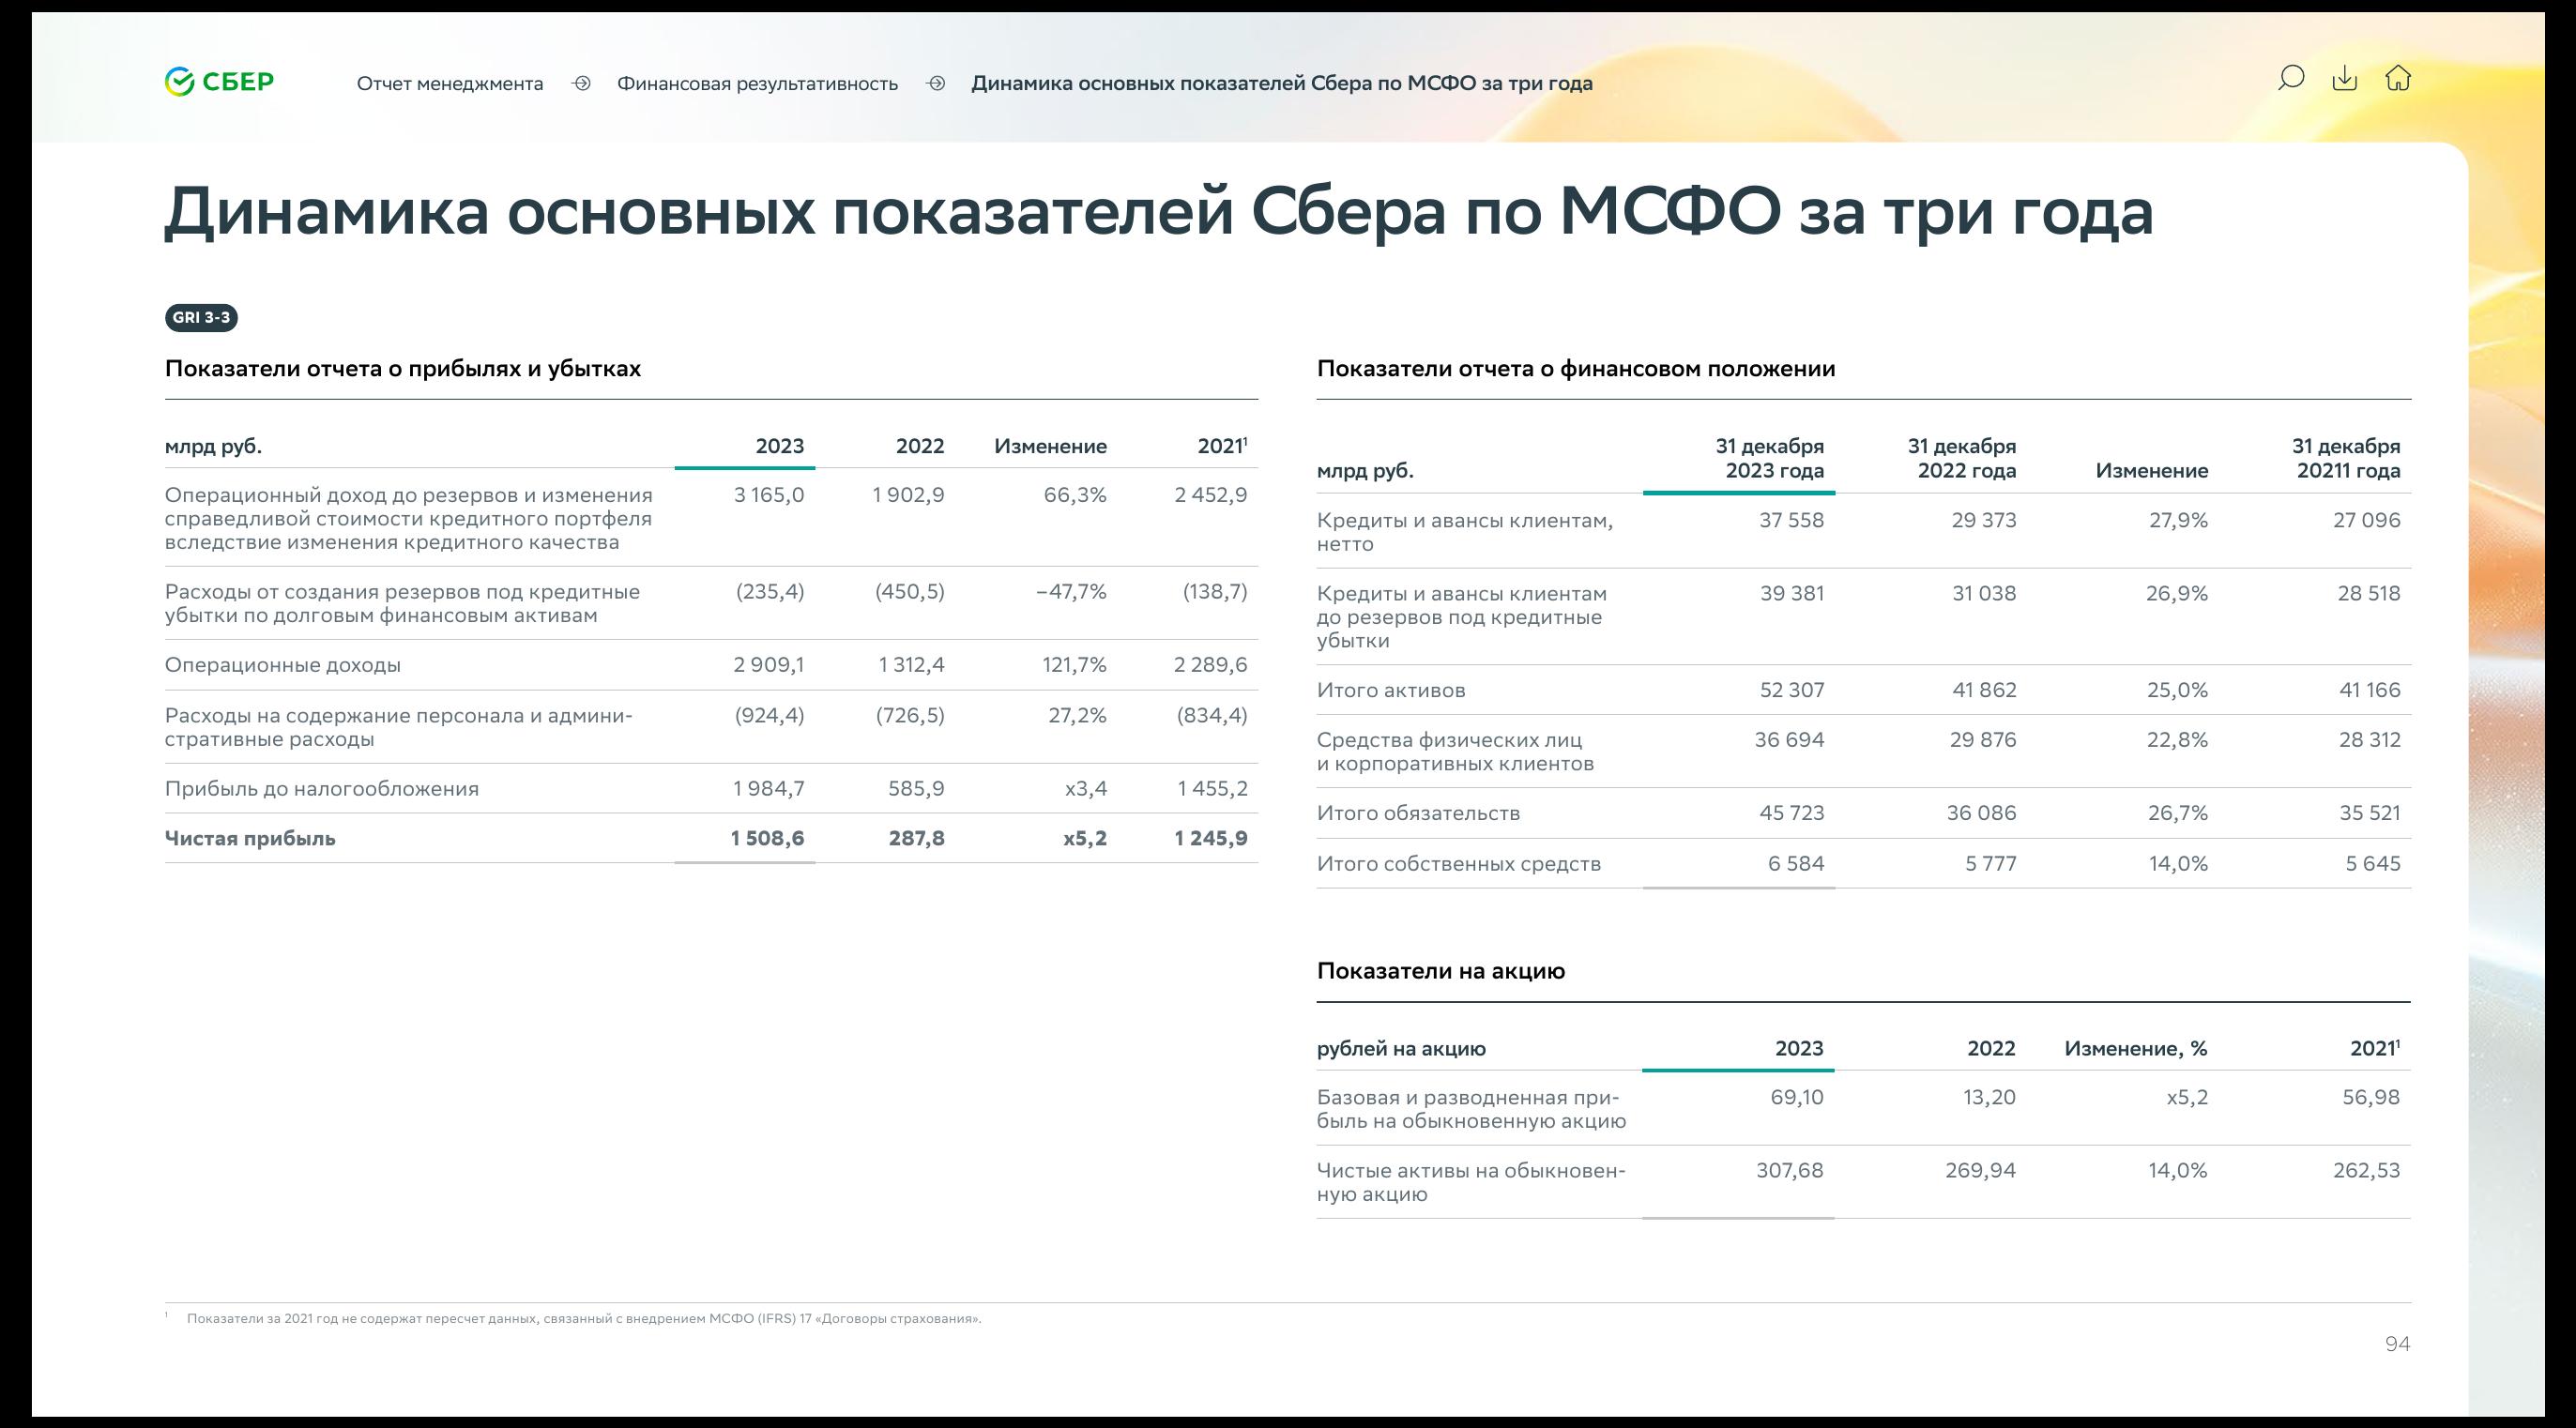 СБЕР
Отчет менеджмента
Финансовая результативность
Динамика основных показателей Сбера по МСФО за три года
Динамика основных показателей Сбера по МСФО за три года
GRI 3-3
Показатели отчета о прибылях и убытках
млрд руб. 2023 2022 Изменение 2021¹
Операционный доход до резервов и изменения 3 165,0 1 902,9 66,3% 2 452,9
справедливой стоимости кредитного портфеля
вследствие изменения кредитного качества
Расходы от создания резервов под кредитные (235,4) (450,5) –47,7% (138,7)
убытки по долговым финансовым активам
Операционные доходы 2 909,1 1 312,4 121,7% 2 289,6
Расходы на содержание персонала и админи- (924,4) (726,5) 27,2% (834,4)
стративные расходы
Прибыль до налогообложения 1 984,7 585,9 x3,4 1 455,2
Чистая прибыль 1 508,6 287,8 x5,2 1 245,9
Показатели отчета о финансовом положении
31 декабря 31 декабря 31 декабря
млрд руб. 2023 года 2022 года Изменение 20211 года
Кредиты и авансы клиентам, 37 558 29 373 27,9% 27 096
нетто
Кредиты и авансы клиентам 39 381 31 038 26,9% 28 518
до резервов под кредитные
убытки
Итого активов 52 307 41 862 25,0% 41 166
Средства физических лиц 36 694 29 876 22,8% 28 312
и корпоративных клиентов
Итого обязательств 45 723 36 086 26,7% 35 521
Итого собственных средств 6 584 5 777 14,0% 5 645
Показатели на акцию
рублей на акцию 2023 2022 Изменение, % 2021¹
Базовая и разводненная при- 69,10 13,20 x5,2 56,98
быль на обыкновенную акцию
Чистые активы на обыкновен- 307,68 269,94 14,0% 262,53
ную акцию
¹ Показатели за 2021 год не содержат пересчет данных, связанный с внедрением МСФО (IFRS) 17 «Договоры страхования».
94